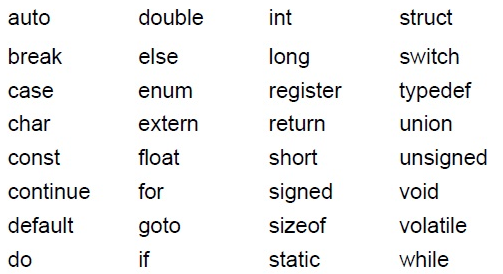 auto double int struct
break else long switch
case enum register typedef
char extern return union
const float short unsigned
continue for signed void
default goto sizeof volatile
do if static while